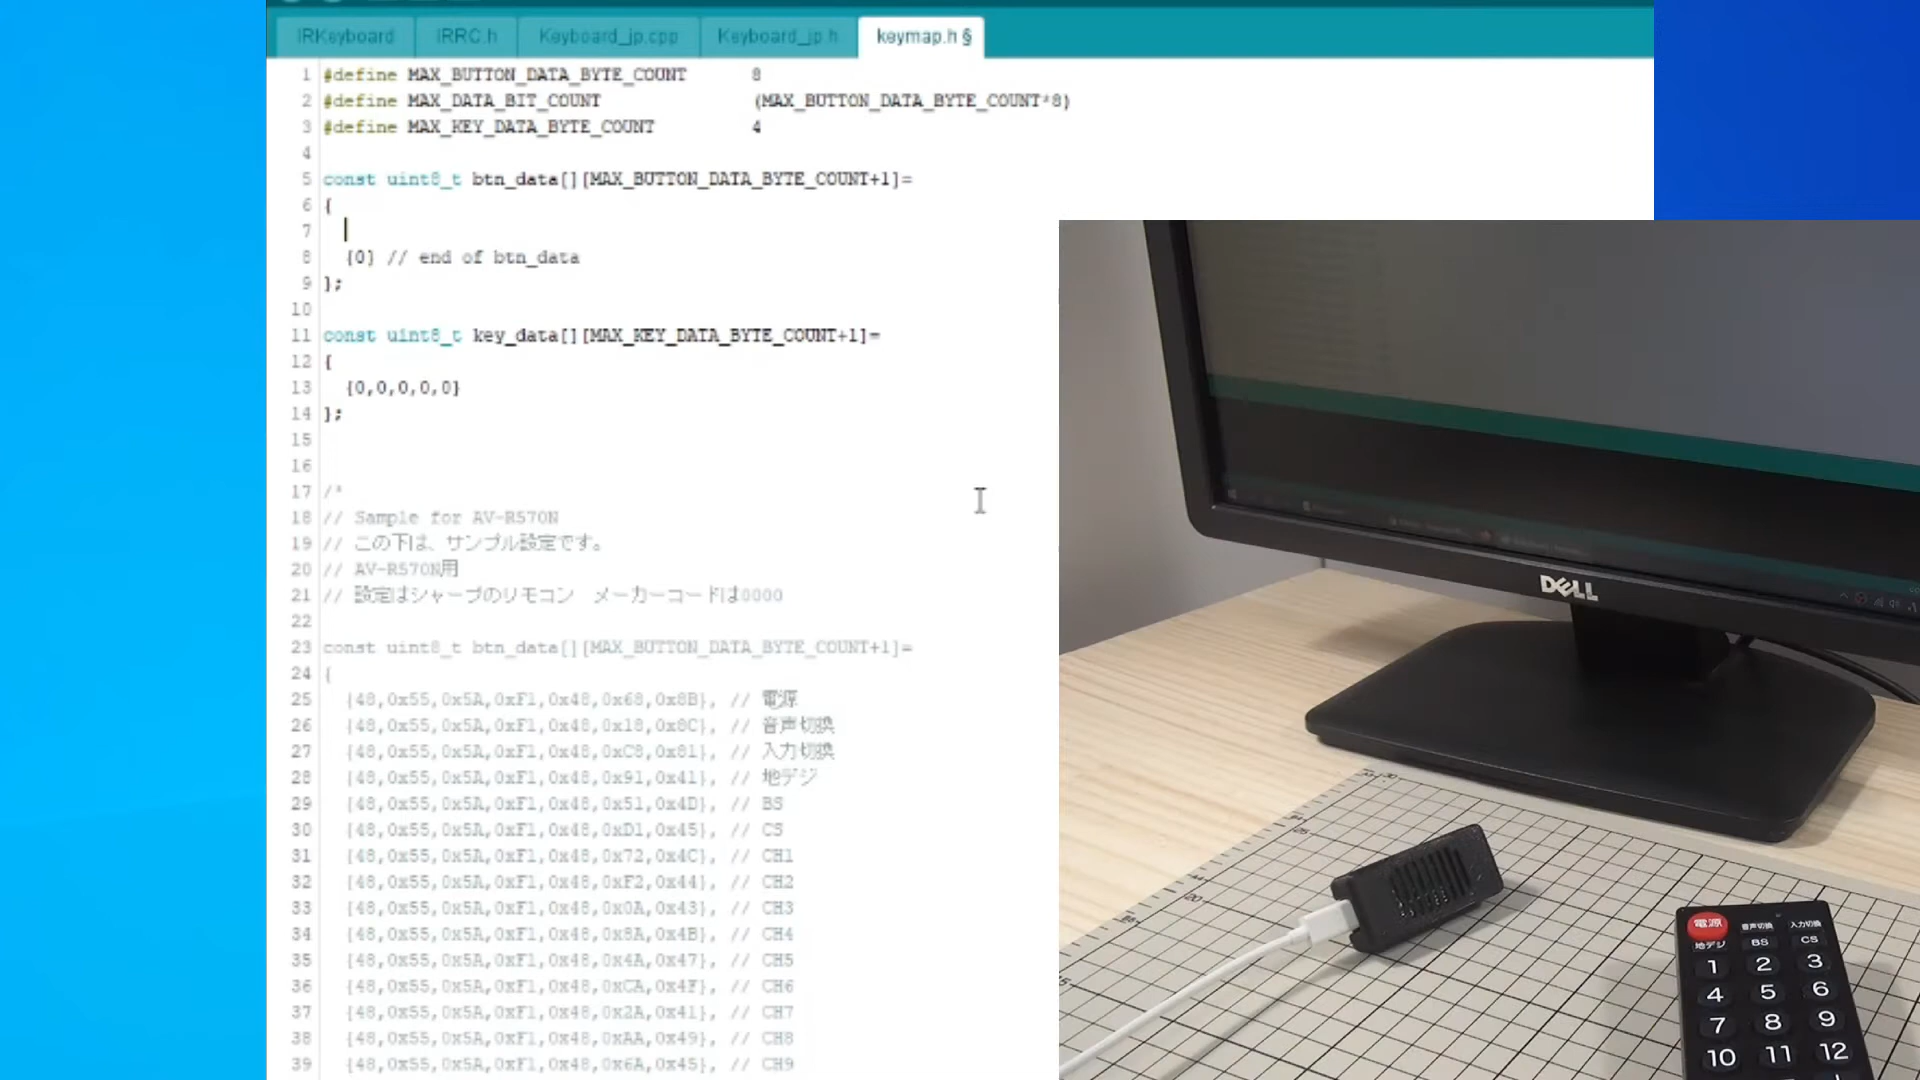 IRKeyboard IRRC.h Keyboard_jp.cpp Keyboard_jp.h keymap.h §
1 #define MAX_BUTTON_DATA_BYTE_COUNT 8
2 #define MAX_DATA_BIT_COUNT (MAX_BUTTON_DATA_BYTE_COUNT*8)
3 #define MAX_KEY_DATA_BYTE_COUNT 4
4
5 const uint8_t btn_data[][MAX_BUTTON_DATA_BYTE_COUNT+1]=
6 {
7
8 {0} // end of btn_data
9 };
10
11 const uint8_t key_data[][MAX_KEY_DATA_BYTE_COUNT+1]=
12 {
13 {0,0,0,0,0}
14 };
15
16
17 /*
18 // Sample for AV-R570N
19 // この下は、サンプル設定です。
20 // AV-R570N用
21 // 設定はシャープのリモコン メーカーコードは0000
22
23 const uint8_t btn_data[][MAX_BUTTON_DATA_BYTE_COUNT+1]=
24 {
25 {48,0x55,0x5A,0xF1,0x48,0x68,0x8B}, // 電源
26 {48,0x55,0x5A,0xF1,0x48,0x18,0x8C}, // 音声切換
27 {48,0x55,0x5A,0xF1,0x48,0xC8,0x81}, // 入力切換
28 {48,0x55,0x5A,0xF1,0x48,0x91,0x41}, // 地デジ
29 {48,0x55,0x5A,0xF1,0x48,0x51,0x4D}, // BS
30 {48,0x55,0x5A,0xF1,0x48,0xD1,0x45}, // CS
31 {48,0x55,0x5A,0xF1,0x48,0x72,0x4C}, // CH1
32 {48,0x55,0x5A,0xF1,0x48,0xF2,0x44}, // CH2
33 {48,0x55,0x5A,0xF1,0x48,0x0A,0x43}, // CH3
34 {48,0x55,0x5A,0xF1,0x48,0x8A,0x4B}, // CH4
35 {48,0x55,0x5A,0xF1,0x48,0x4A,0x47}, // CH5
36 {48,0x55,0x5A,0xF1,0x48,0xCA,0x4F}, // CH6
37 {48,0x55,0x5A,0xF1,0x48,0x2A,0x41}, // CH7
38 {48,0x55,0x5A,0xF1,0x48,0xAA,0x49}, // CH8
39 {48,0x55,0x5A,0xF1,0x48,0x6A,0x45}, // CH9
DELL
電源 音声切換 入力切換
地デジ BS CS
1 2 3
4 5 6
7 8 9
10 11 12